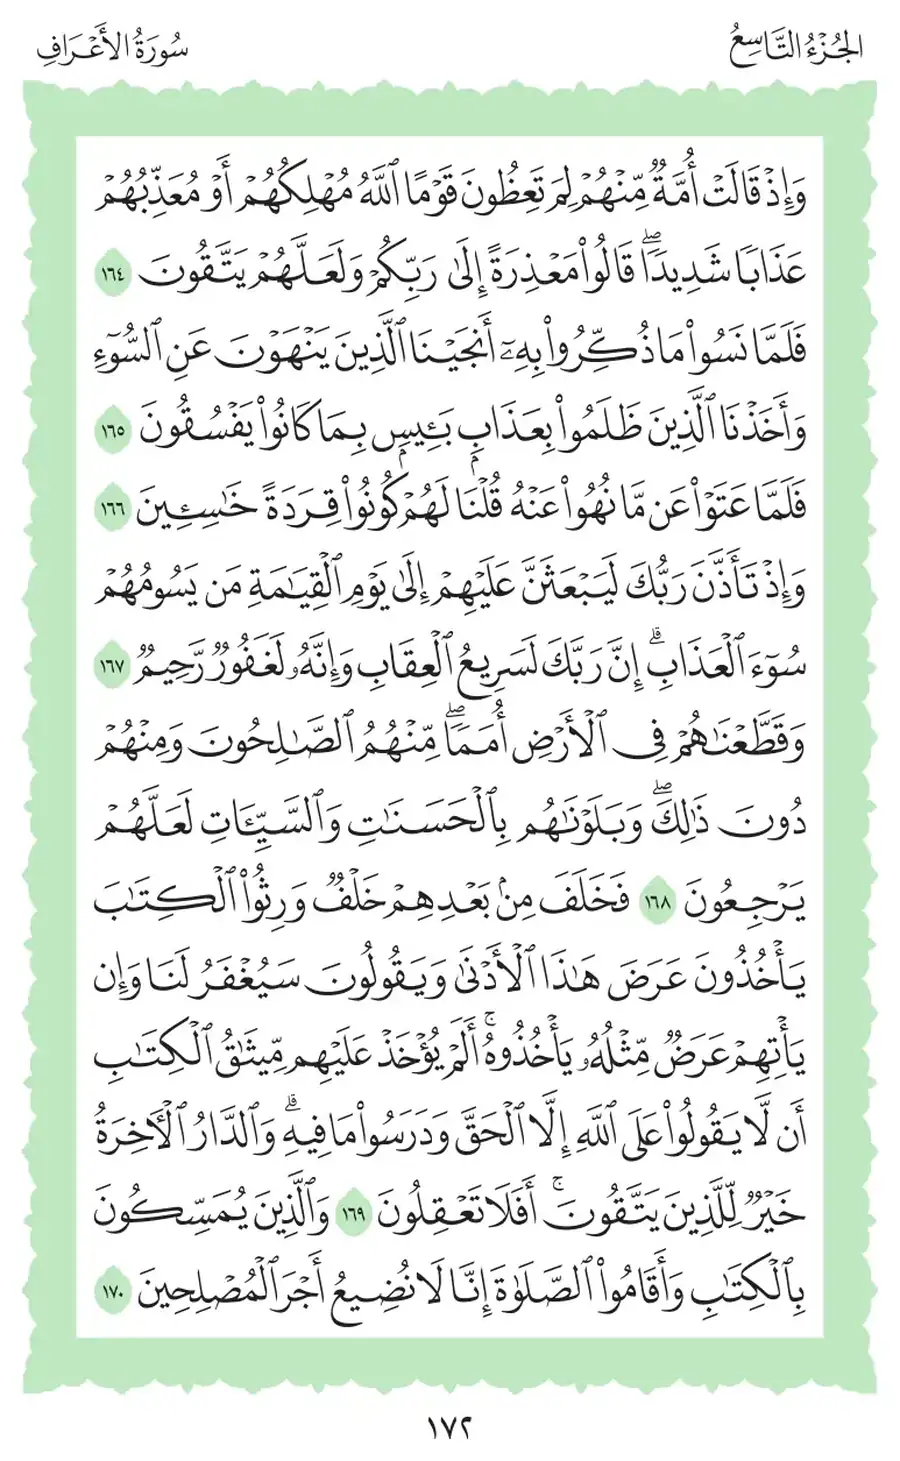 الجُزْءُ التَّاسِعُ
سُورَةُ الأَعْرَافِ
وَإِذْ قَالَتْ أُمَّةٌ مِّنْهُمْ لِمَ تَعِظُونَ قَوْمًا ٱللَّهُ مُهْلِكُهُمْ أَوْ مُعَذِّبُهُمْ
عَذَابًا شَدِيدًاۖ قَالُوا۟ مَعْذِرَةً إِلَىٰ رَبِّكُمْ وَلَعَلَّهُمْ يَتَّقُونَ ١٦٤
فَلَمَّا نَسُوا۟ مَا ذُكِّرُوا۟ بِهِۦٓ أَنجَيْنَا ٱلَّذِينَ يَنْهَوْنَ عَنِ ٱلسُّوٓءِ
وَأَخَذْنَا ٱلَّذِينَ ظَلَمُوا۟ بِعَذَابٍۭ بَـِٔيسٍۭ بِمَا كَانُوا۟ يَفْسُقُونَ ١٦٥
فَلَمَّا عَتَوْا۟ عَن مَّا نُهُوا۟ عَنْهُ قُلْنَا لَهُمْ كُونُوا۟ قِرَدَةً خَٰسِـِٔينَ ١٦٦
وَإِذْ تَأَذَّنَ رَبُّكَ لَيَبْعَثَنَّ عَلَيْهِمْ إِلَىٰ يَوْمِ ٱلْقِيَٰمَةِ مَن يَسُومُهُمْ
سُوٓءَ ٱلْعَذَابِۗ إِنَّ رَبَّكَ لَسَرِيعُ ٱلْعِقَابِ وَإِنَّهُۥ لَغَفُورٌ رَّحِيمٌ ١٦٧
وَقَطَّعْنَٰهُمْ فِى ٱلْأَرْضِ أُمَمًاۖ مِّنْهُمُ ٱلصَّٰلِحُونَ وَمِنْهُمْ
دُونَ ذَٰلِكَۖ وَبَلَوْنَٰهُم بِٱلْحَسَنَٰتِ وَٱلسَّيِّـَٔاتِ لَعَلَّهُمْ
يَرْجِعُونَ ١٦٨ فَخَلَفَ مِنۢ بَعْدِهِمْ خَلْفٌ وَرِثُوا۟ ٱلْكِتَٰبَ
يَأْخُذُونَ عَرَضَ هَٰذَا ٱلْأَدْنَىٰ وَيَقُولُونَ سَيُغْفَرُ لَنَا وَإِن
يَأْتِهِمْ عَرَضٌ مِّثْلُهُۥ يَأْخُذُوهُۚ أَلَمْ يُؤْخَذْ عَلَيْهِم مِّيثَٰقُ ٱلْكِتَٰبِ
أَن لَّا يَقُولُوا۟ عَلَى ٱللَّهِ إِلَّا ٱلْحَقَّ وَدَرَسُوا۟ مَا فِيهِۗ وَٱلدَّارُ ٱلْـَٔاخِرَةُ
خَيْرٌ لِّلَّذِينَ يَتَّقُونَۚ أَفَلَا تَعْقِلُونَ ١٦٩ وَٱلَّذِينَ يُمَسِّكُونَ
بِٱلْكِتَٰبِ وَأَقَامُوا۟ ٱلصَّلَوٰةَ إِنَّا لَا نُضِيعُ أَجْرَ ٱلْمُصْلِحِينَ ١٧٠
١٧٢